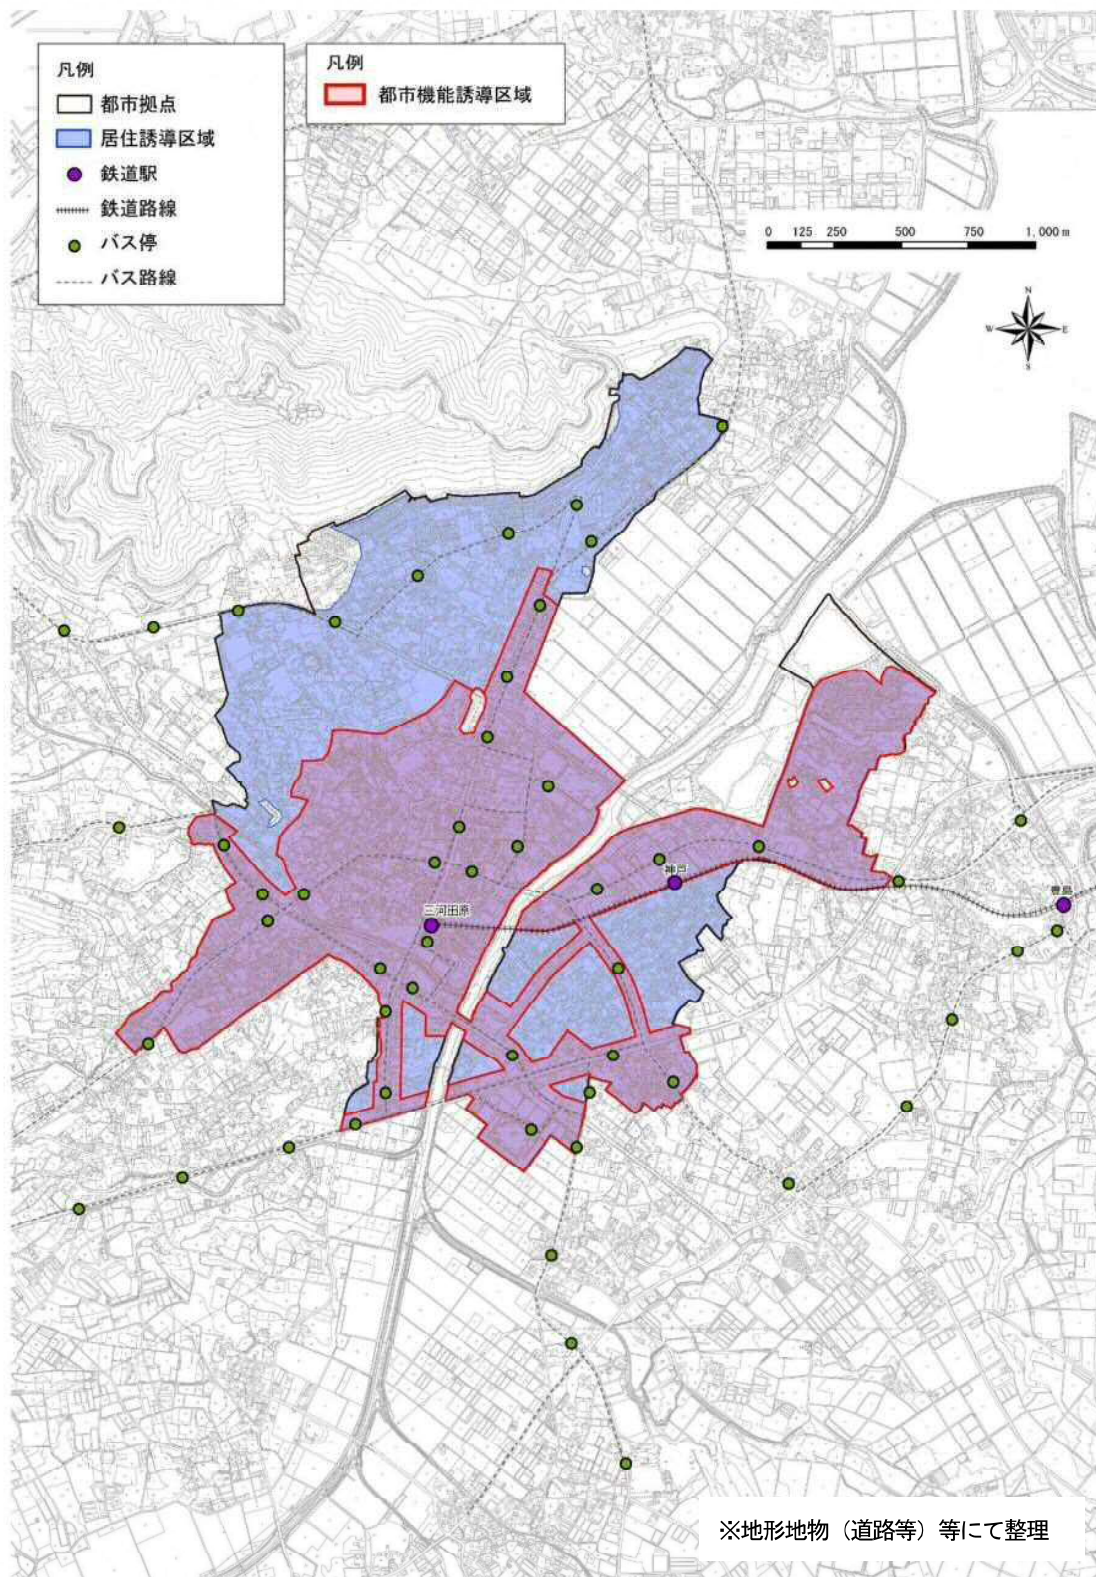 凡例
都市拠点
居住誘導区域
鉄道駅
鉄道路線
バス停
バス路線
凡例
都市機能誘導区域
0 125 250 500 750 1,000 m
N
W E
S
神戸
豊島
三河田原
※地形地物（道路等）等にて整理